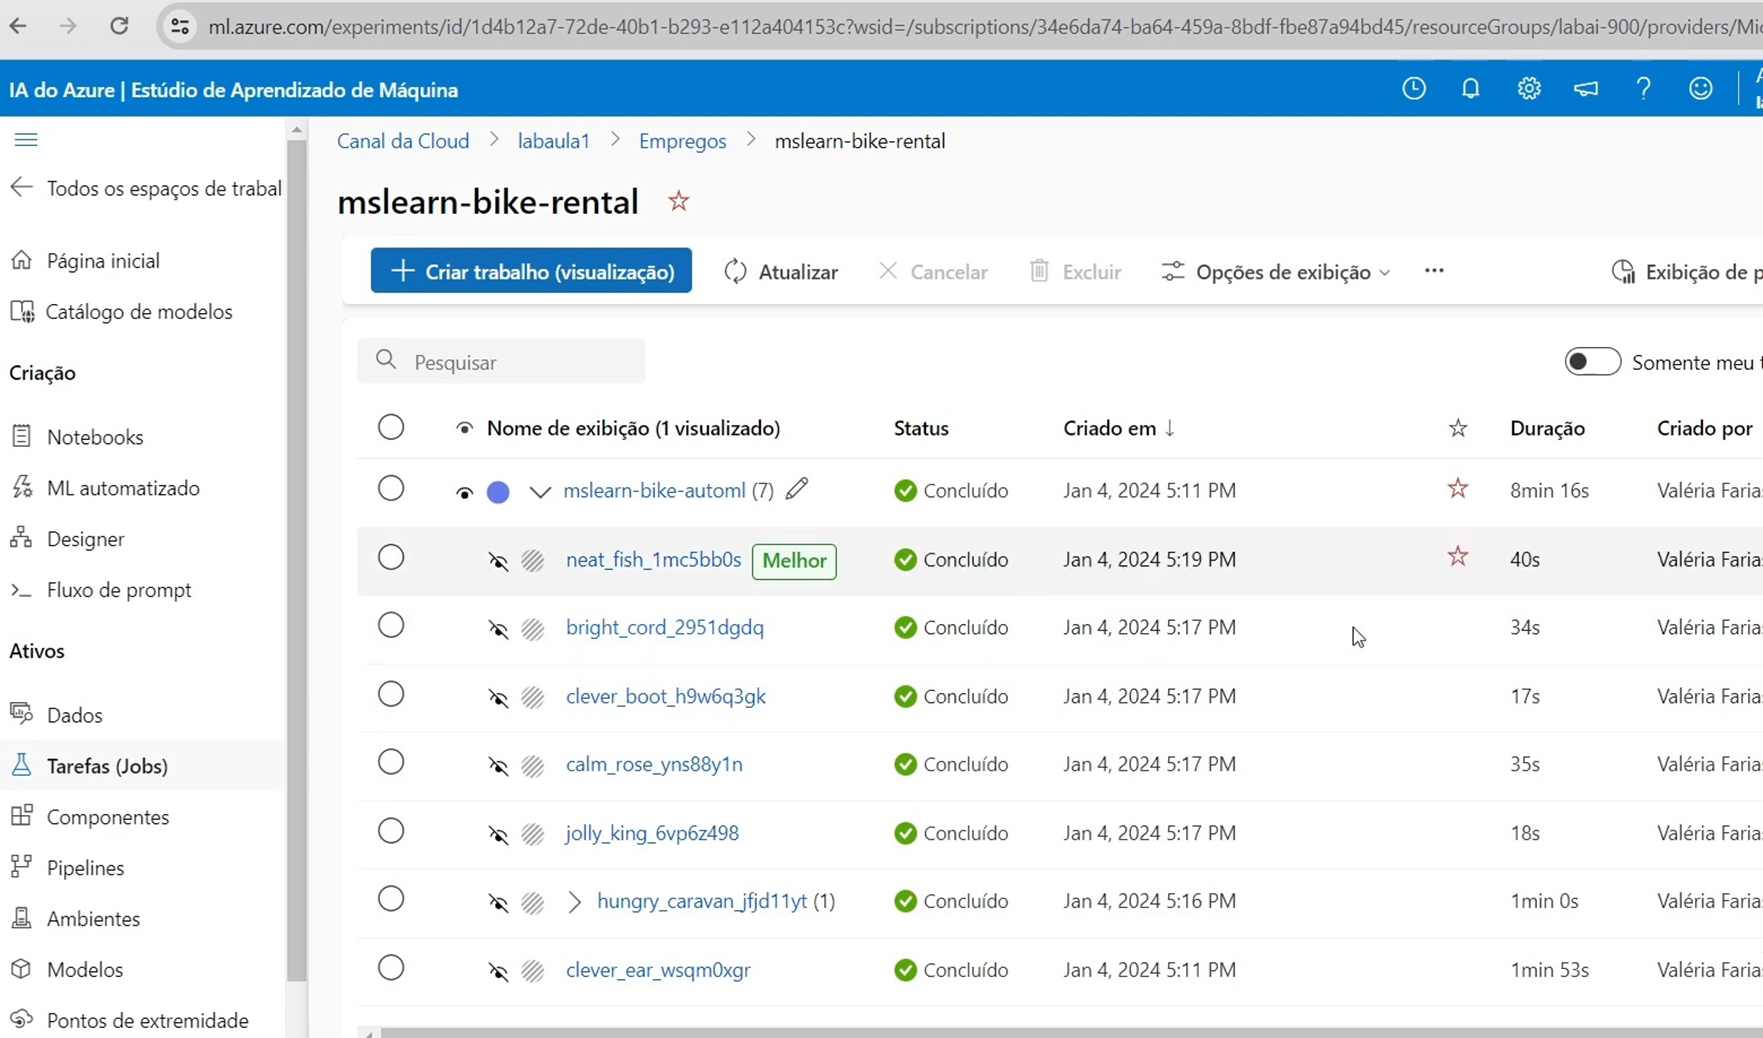 ml.azure.com/experiments/id/1d4b12a7-72de-40b1-b293-e112a404153c?wsid=/subscriptions/34e6da74-ba64-459a-8bdf-fbe87a94bd45/resourceGroups/labai-900/providers/Mic
IA do Azure | Estúdio de Aprendizado de Máquina
Canal da Cloud > labaula1 > Empregos > mslearn-bike-rental
Todos os espaços de trabal
mslearn-bike-rental
Página inicial
Criar trabalho (visualização) Atualizar Cancelar Excluir Opções de exibição ... Exibição de p
Catálogo de modelos
Pesquisar Somente meu t
Criação
Nome de exibição (1 visualizado) Status Criado em ↓ Duração Criado por
Notebooks
mslearn-bike-automl (7) Concluído Jan 4, 2024 5:11 PM 8min 16s Valéria Farias
ML automatizado
Designer
neat_fish_1mc5bb0s Melhor Concluído Jan 4, 2024 5:19 PM 40s Valéria Farias
Fluxo de prompt
bright_cord_2951dgdq Concluído Jan 4, 2024 5:17 PM 34s Valéria Farias
Ativos
clever_boot_h9w6q3gk Concluído Jan 4, 2024 5:17 PM 17s Valéria Farias
Dados
Tarefas (Jobs)
calm_rose_yns88y1n Concluído Jan 4, 2024 5:17 PM 35s Valéria Farias
Componentes
jolly_king_6vp6z498 Concluído Jan 4, 2024 5:17 PM 18s Valéria Farias
Pipelines
hungry_caravan_jfjd11yt (1) Concluído Jan 4, 2024 5:16 PM 1min 0s Valéria Farias
Ambientes
Modelos
clever_ear_wsqm0xgr Concluído Jan 4, 2024 5:11 PM 1min 53s Valéria Farias
Pontos de extremidade